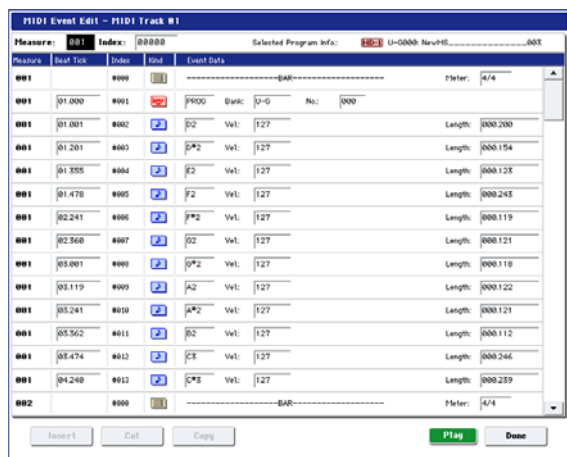 MIDI Event Edit - MIDI Track 01
Measure: 001 Index: 00000 Selected Program Info.: HD-1 U-G000: NewMS_______________00%
Measure Beat Tick Index Kind Event Data
001 #000 --------------------BAR-------------------- Meter: 4/4
001 01.000 #001 PROG Bank: U-G No.: 000
001 01.001 #002 D2 Vel: 127 Length: 000.200
001 01.201 #003 D#2 Vel: 127 Length: 000.154
001 01.355 #004 E2 Vel: 127 Length: 000.123
001 01.478 #005 F2 Vel: 127 Length: 000.243
001 02.241 #006 F#2 Vel: 127 Length: 000.119
001 02.360 #007 G2 Vel: 127 Length: 000.121
001 03.001 #008 G#2 Vel: 127 Length: 000.118
001 03.119 #009 A2 Vel: 127 Length: 000.122
001 03.241 #010 A#2 Vel: 127 Length: 000.121
001 03.362 #011 B2 Vel: 127 Length: 000.112
001 03.474 #012 C3 Vel: 127 Length: 000.246
001 04.240 #013 C#3 Vel: 127 Length: 000.239
002 #000 --------------------BAR-------------------- Meter: 4/4
Insert Cut Copy Play Done